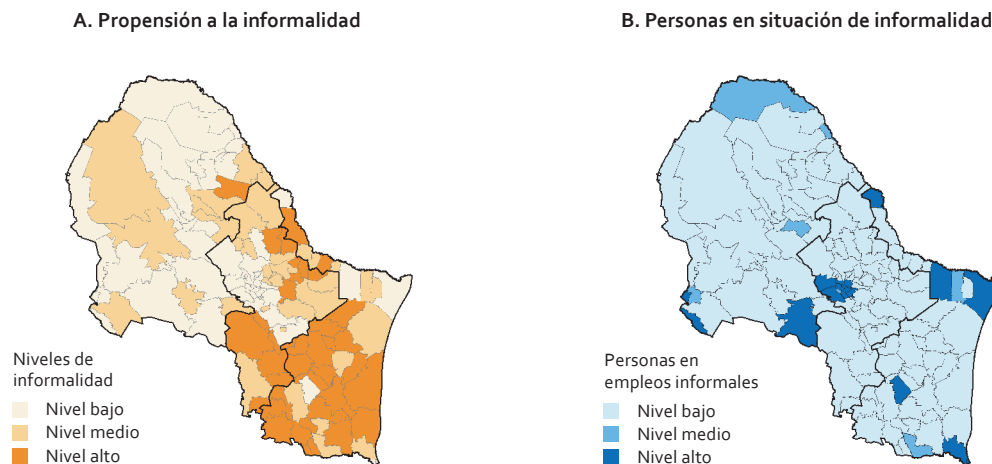 A. Propensión a la informalidad
Niveles de
informalidad
Nivel bajo
Nivel medio
Nivel alto
B. Personas en situación de informalidad
Personas en
empleos informales
Nivel bajo
Nivel medio
Nivel alto